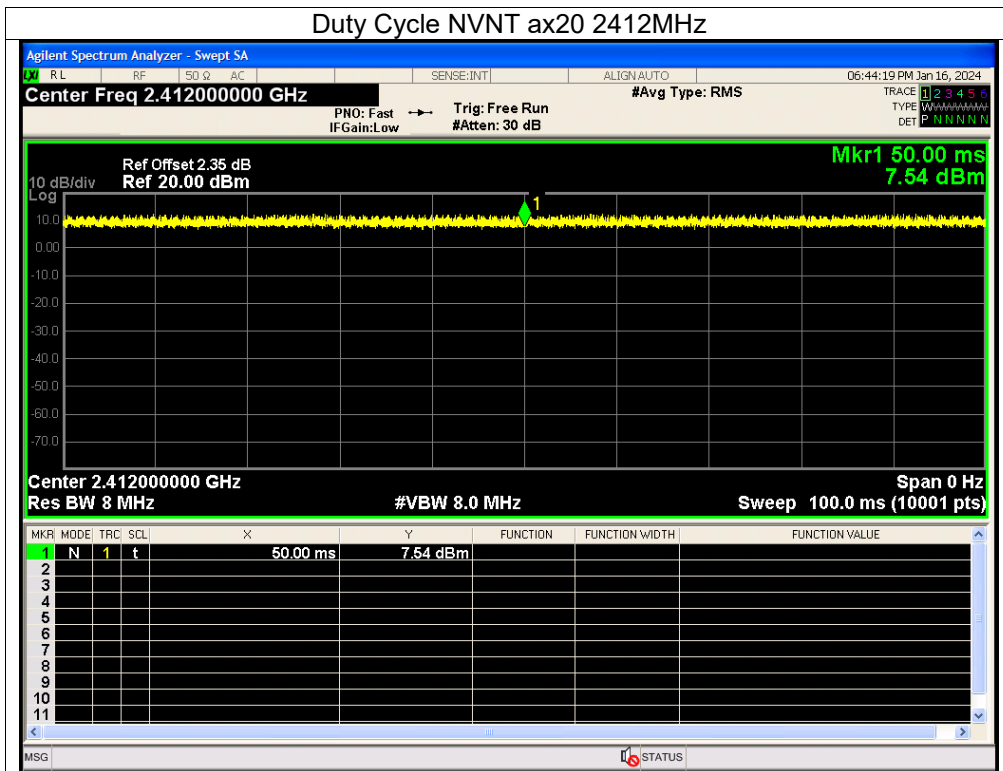 Duty Cycle NVNT ax20 2412MHz
Agilent Spectrum Analyzer - Swept SA
LXI RL RF 50 Ω AC SENSE:INT ALIGN AUTO 06:44:19 PM Jan 16, 2024
Center Freq 2.412000000 GHz #Avg Type: RMS TRACE 1 2 3 4 5 6
PNO: Fast Trig: Free Run TYPE WWWWWW
IFGain:Low #Atten: 30 dB DET P N N N N N
Mkr1 50.00 ms
Ref Offset 2.35 dB
10 dB/div Ref 20.00 dBm 7.54 dBm
Log
1
10.0
0.00
-10.0
-20.0
-30.0
-40.0
-50.0
-60.0
-70.0
Center 2.412000000 GHz Span 0 Hz
Res BW 8 MHz #VBW 8.0 MHz Sweep 100.0 ms (10001 pts)
MKR MODE TRC SCL X Y FUNCTION FUNCTION WIDTH FUNCTION VALUE
1 N 1 t 50.00 ms 7.54 dBm
2
3
4
5
6
7
8
9
10
11
MSG STATUS